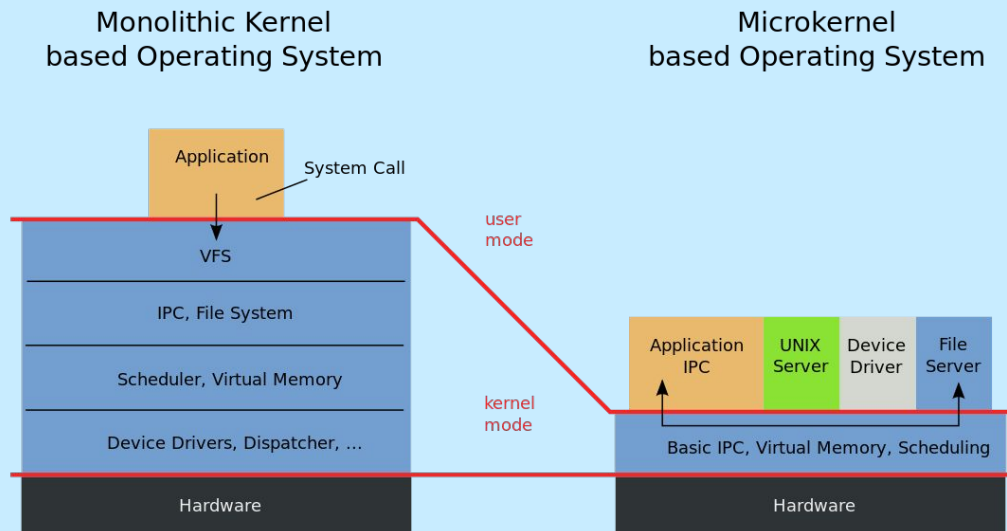 Monolithic Kernel
based Operating System
Microkernel
based Operating System
Application
System Call
VFS
IPC, File System
Scheduler, Virtual Memory
Device Drivers, Dispatcher, ...
Hardware
user
mode
kernel
mode
Application
IPC
UNIX
Server
Device
Driver
File
Server
Basic IPC, Virtual Memory, Scheduling
Hardware